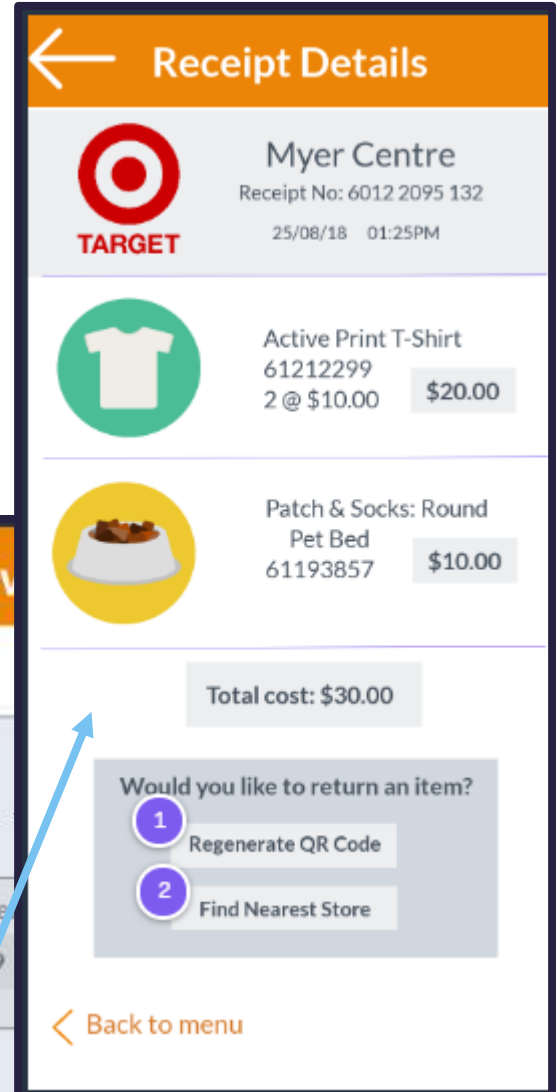 Receipt Details
TARGET
Myer Centre
Receipt No: 6012 2095 132
25/08/18 01:25PM
Active Print T-Shirt
61212299
2 @ $10.00
$20.00
Patch & Socks: Round
Pet Bed
61193857
$10.00
Total cost: $30.00
Would you like to return an item?
1
Regenerate QR Code
2
Find Nearest Store
Back to menu